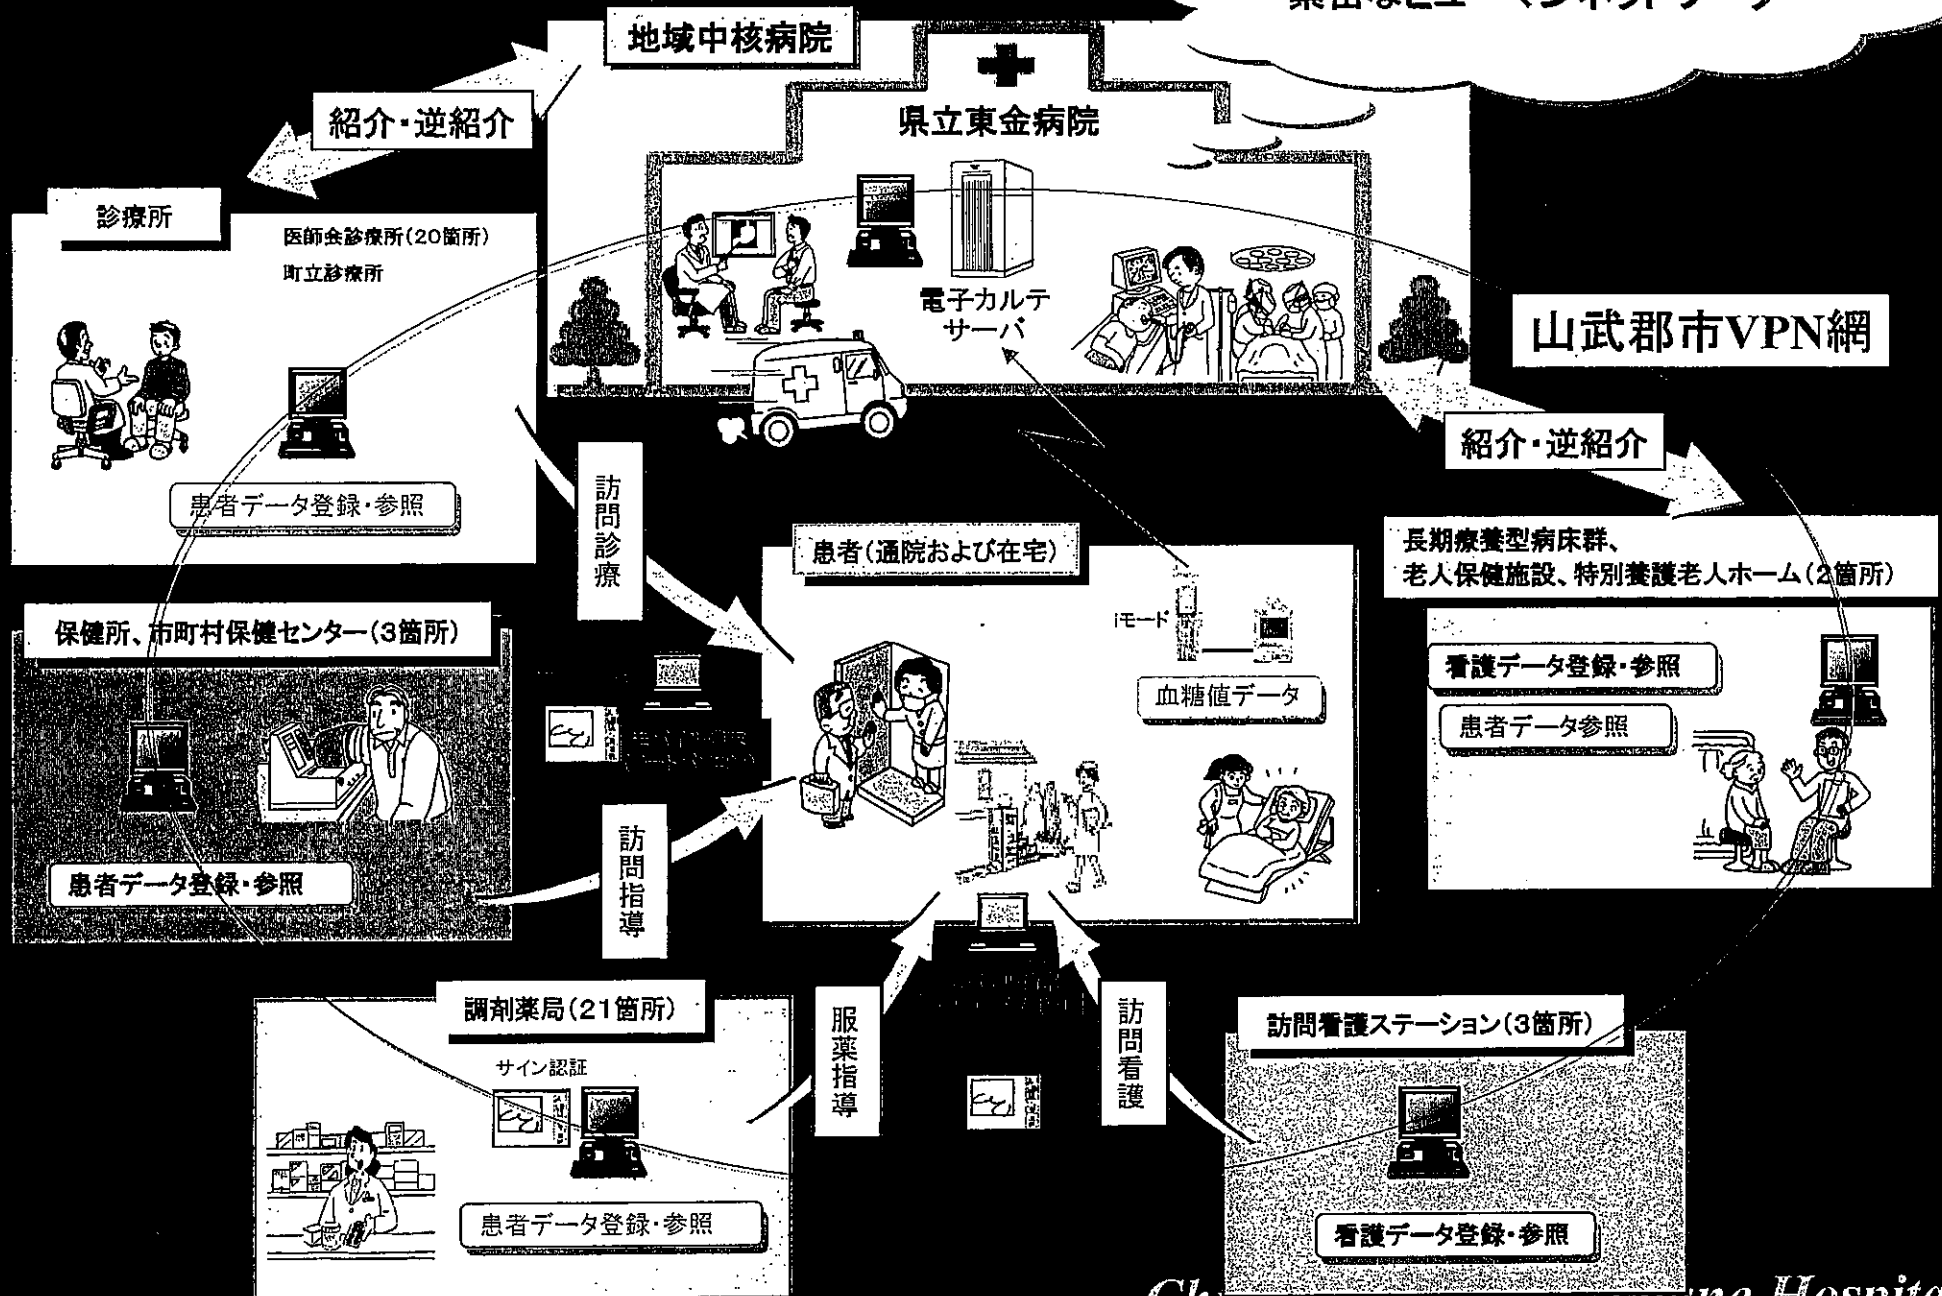 地域中核病院
紹介・逆紹介
県立東金病院
診療所
医師会診療所(20箇所)
町立診療所
電子カルテ
サーバ
山武郡市VPN網
紹介・逆紹介
患者データ登録・参照
訪問診療
患者(通院および在宅)
長期療養型病床群、
老人保健施設、特別養護老人ホーム(2箇所)
iモード
保健所、市町村保健センター(3箇所)
看護データ登録・参照
血糖値データ
患者データ参照
訪問指導
患者データ登録・参照
調剤薬局(21箇所)
サイン認証
服薬指導
訪問看護
訪問看護ステーション(3箇所)
患者データ登録・参照
看護データ登録・参照